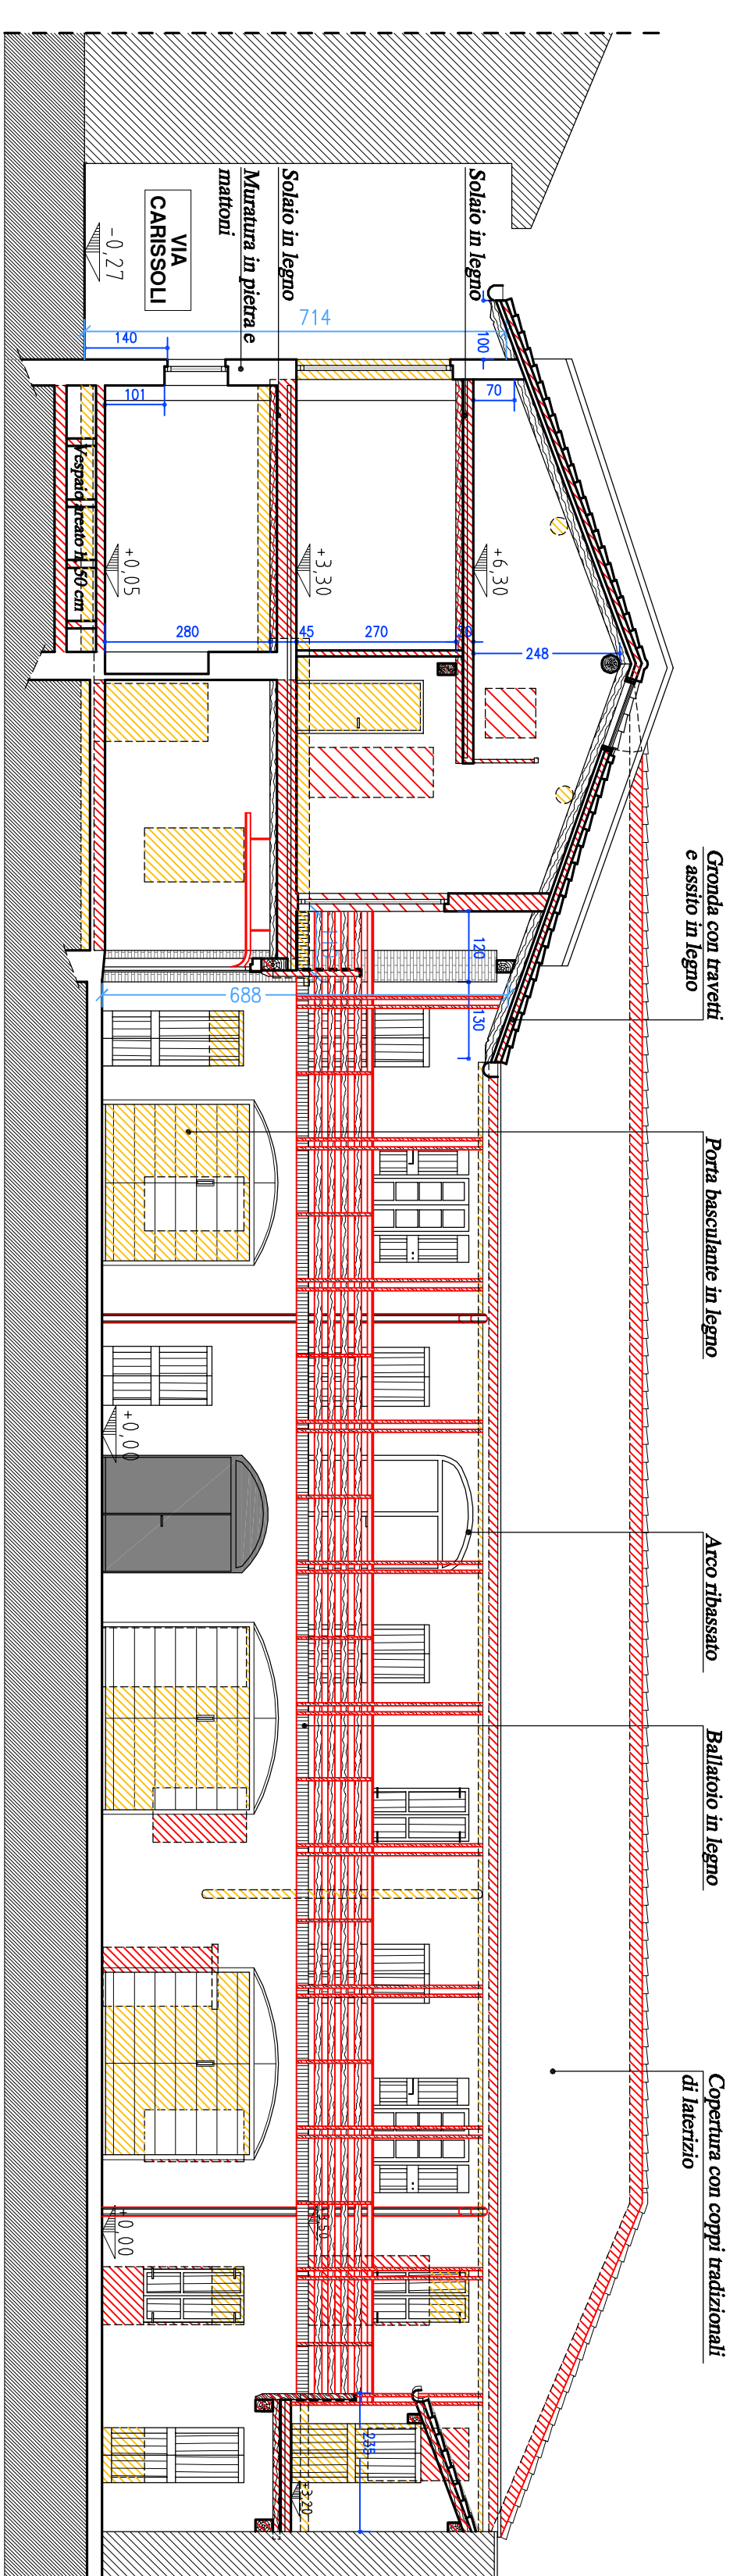 Gronda con travetti
e assito in legno
Porta basculante in legno
Arco ribassato
Ballatoio in legno
Copertura con coppi tradizionali
di laterizio
Solaio in legno
Solaio in legno
Muratura in pietra e
mattoni
VIA
CARISSOLI
-0,27
714
140
101
100
70
+6,30
+3,30
+0,05
Vespaio areato h. 50 cm
280
45
270
248
120
130
688
+0,00
+0,00
+3,20
235